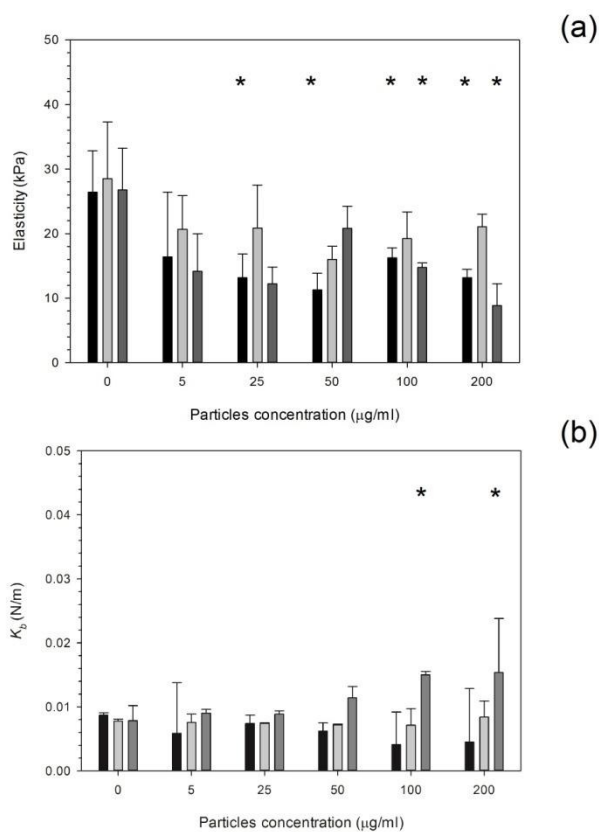 (a)
50
40
30
20
10
0
Elasticity (kPa)
* * * * * *
0 5 25 50 100 200
Particles concentration (μg/ml)
(b)
0.05
0.04
0.03
0.02
0.01
0.00
K_b (N/m)
* *
0 5 25 50 100 200
Particles concentration (μg/ml)